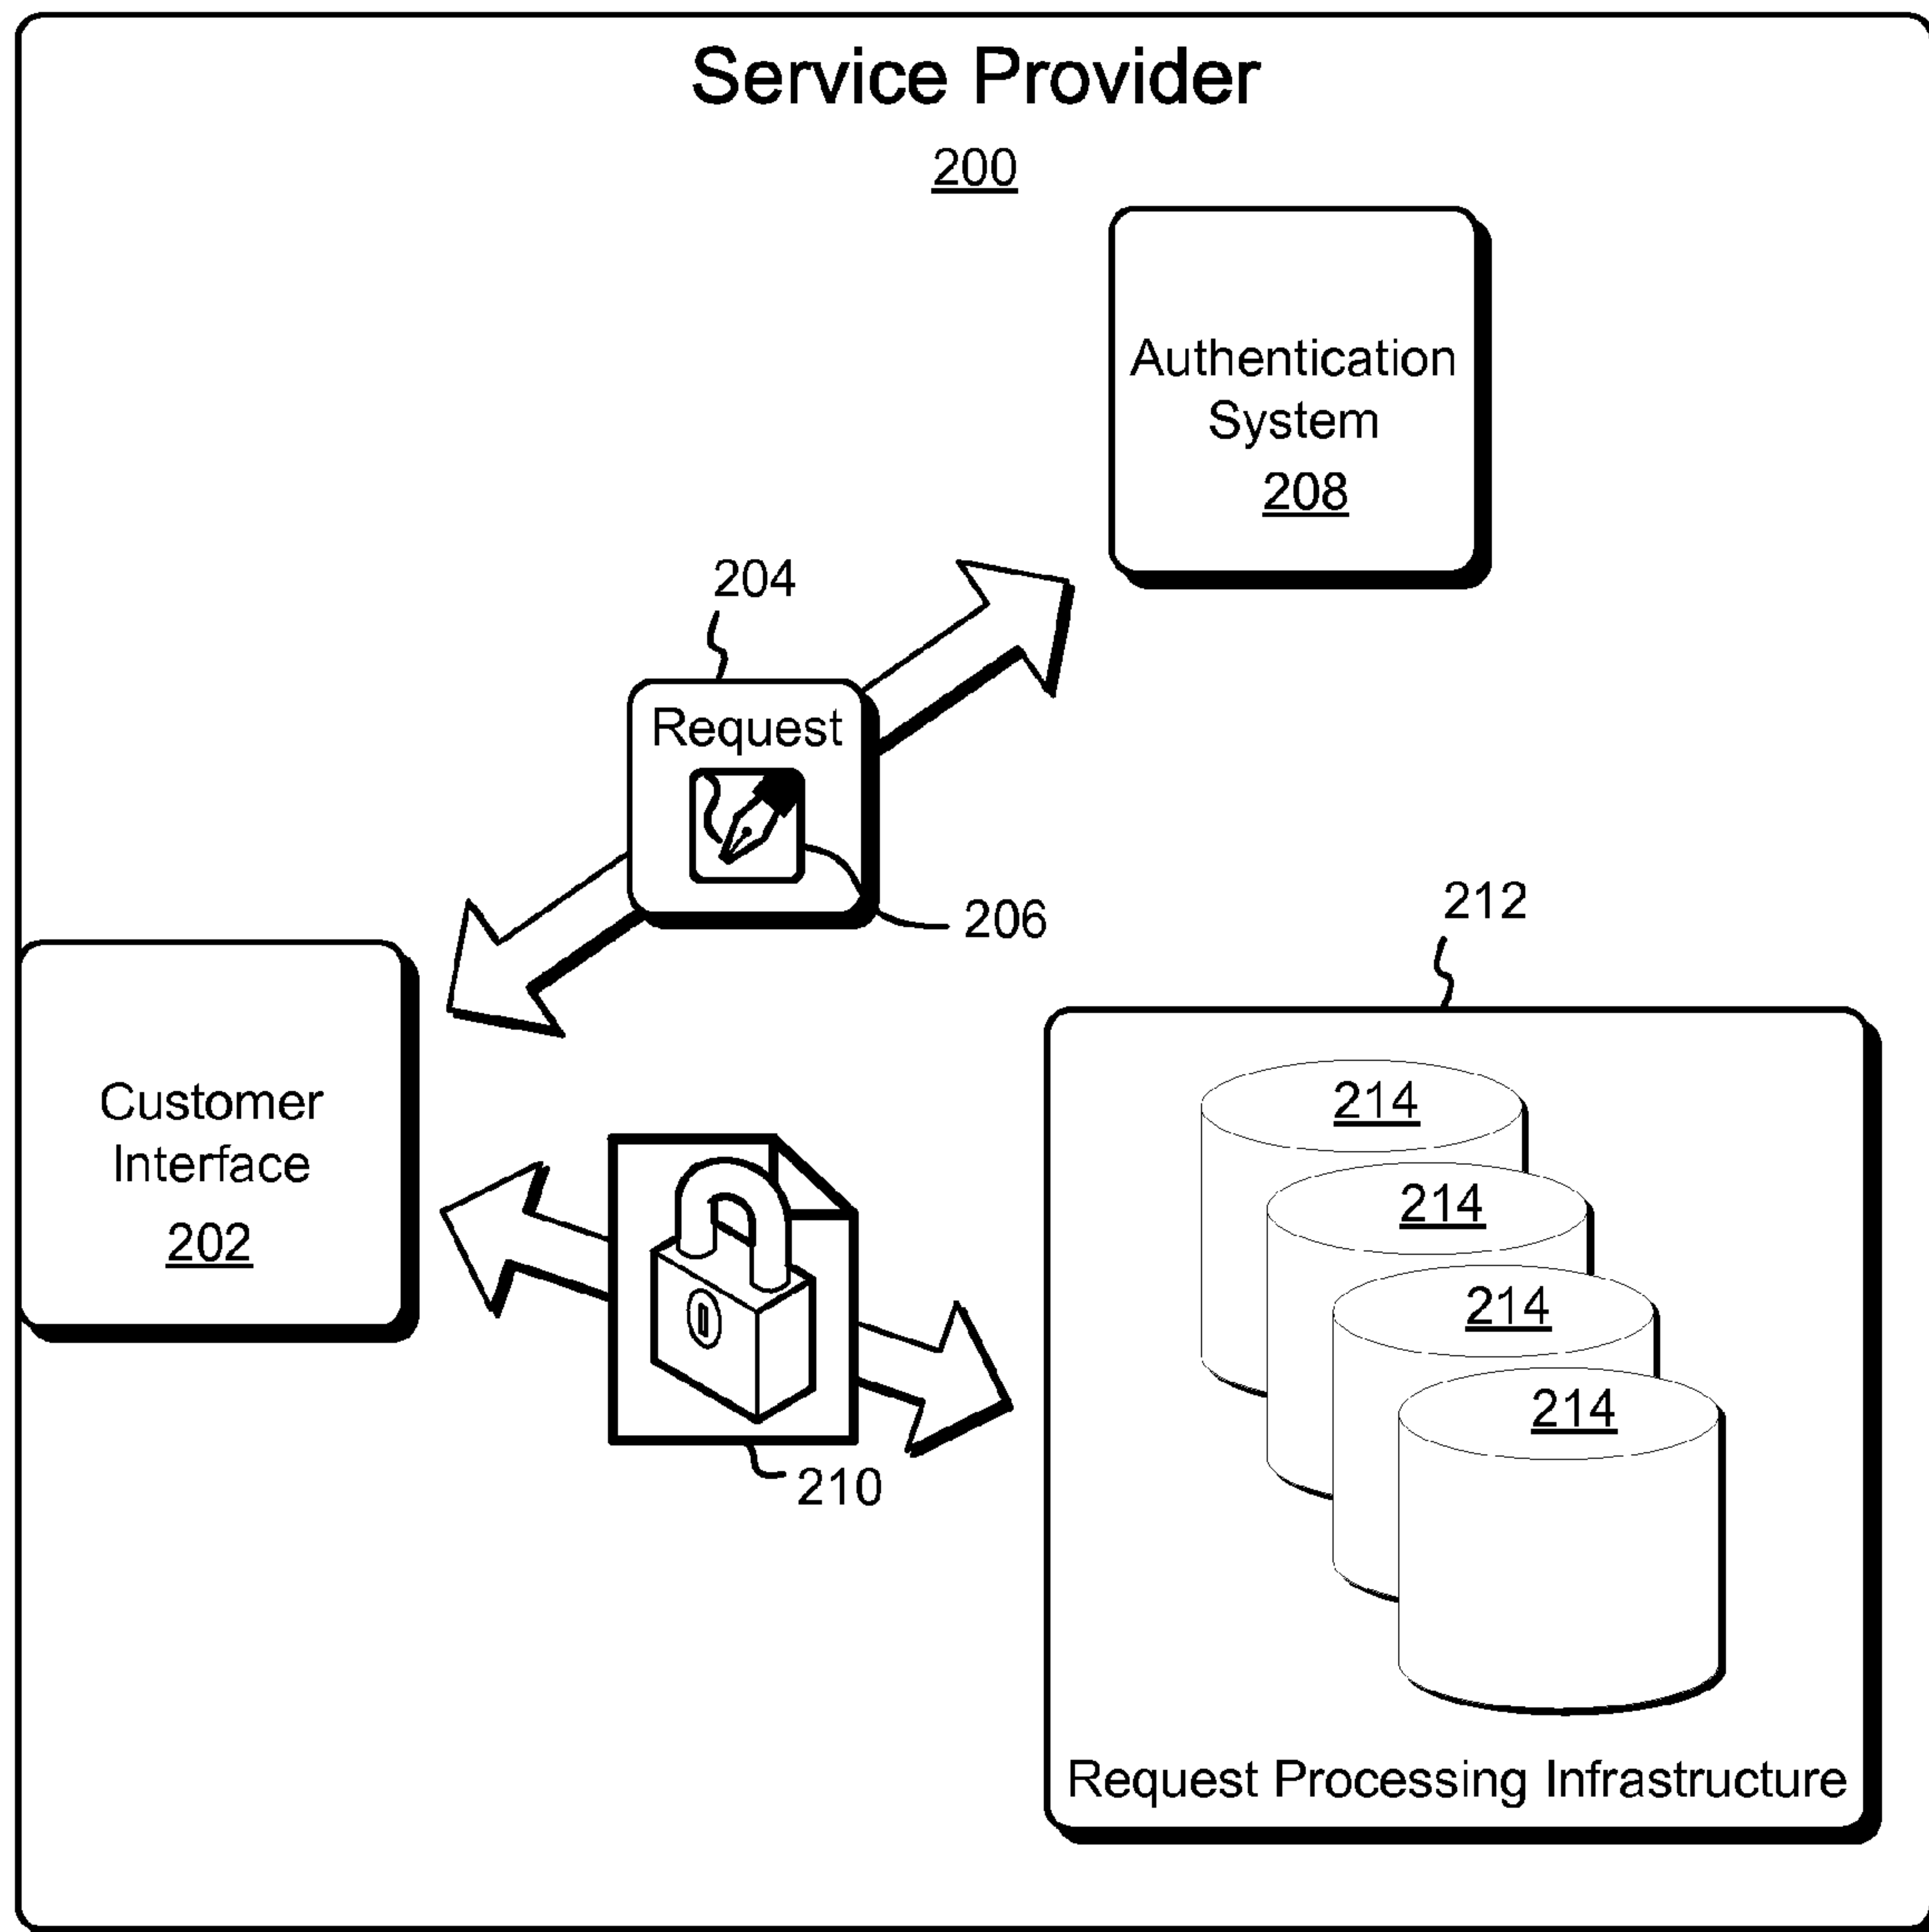 Service Provider
200
Authentication
System
208
204
Request
206
212
Customer
Interface
202
214
214
214
214
210
Request Processing Infrastructure